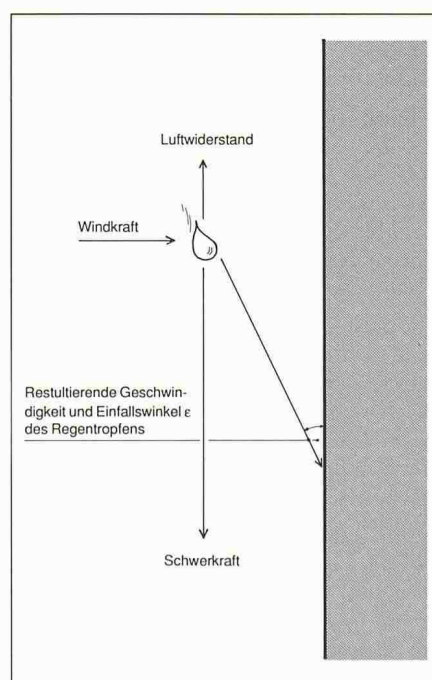 Luftwiderstand
Windkraft
Restultierende Geschwin-
digkeit und Einfallswinkel ε
des Regentropfens
Schwerkraft